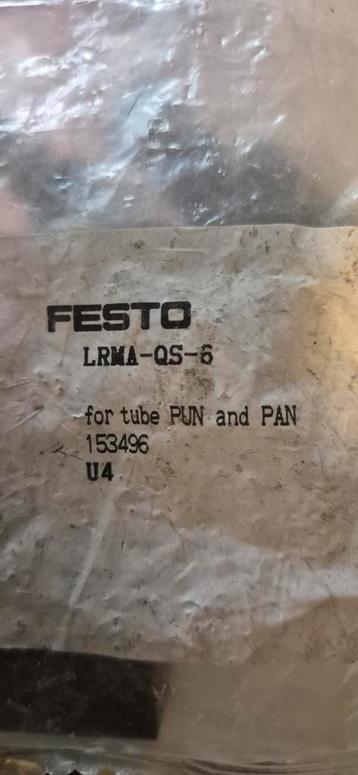 FESTO
LRMA-QS-6
for tube PUN and PAN
153496
U4